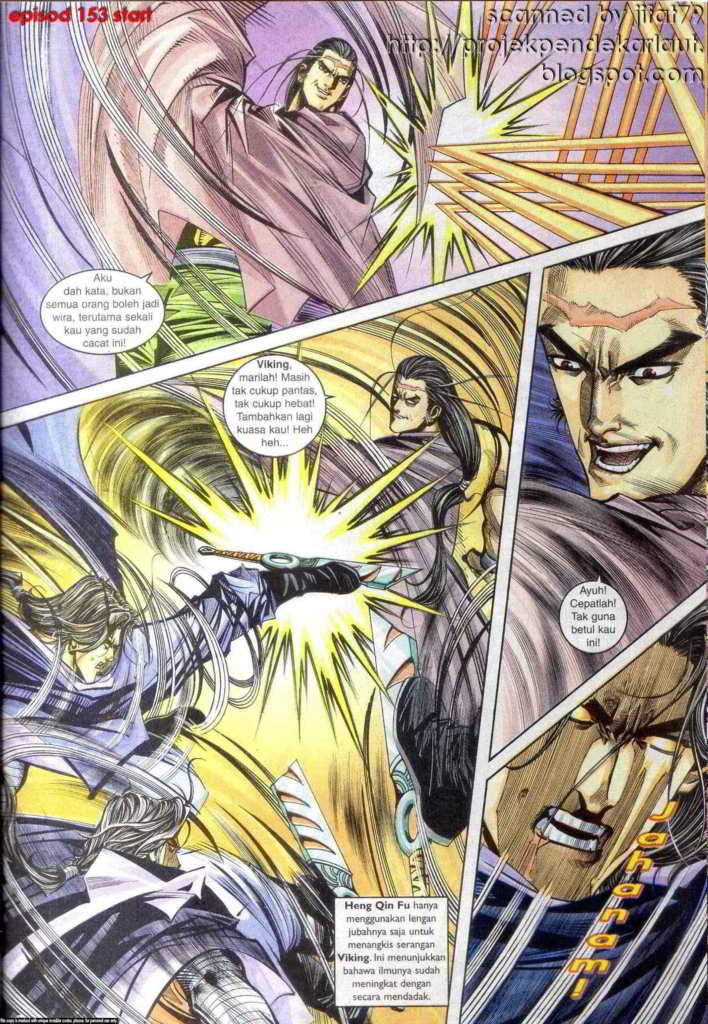 episod 153 start
scanned by jifat79
http://projekpendekarlaut.
blogspot.com
Aku
dah kata, bukan
semua orang boleh jadi
wira, terutama sekali
kau yang sudah
cacat ini!
Viking,
marilah! Masih
tak cukup pantas,
tak cukup hebat!
Tambahkan lagi
kuasa kau! Heh
heh...
Ayuh!
Cepatlah!
Tak guna
betul kau
ini!
Jahanam!
Heng Qin Fu hanya
menggunakan lengan
jubahnya saja untuk
menangkis serangan
Viking. Ini menunjukkan
bahawa ilmunya sudah
meningkat dengan
secara mendadak.